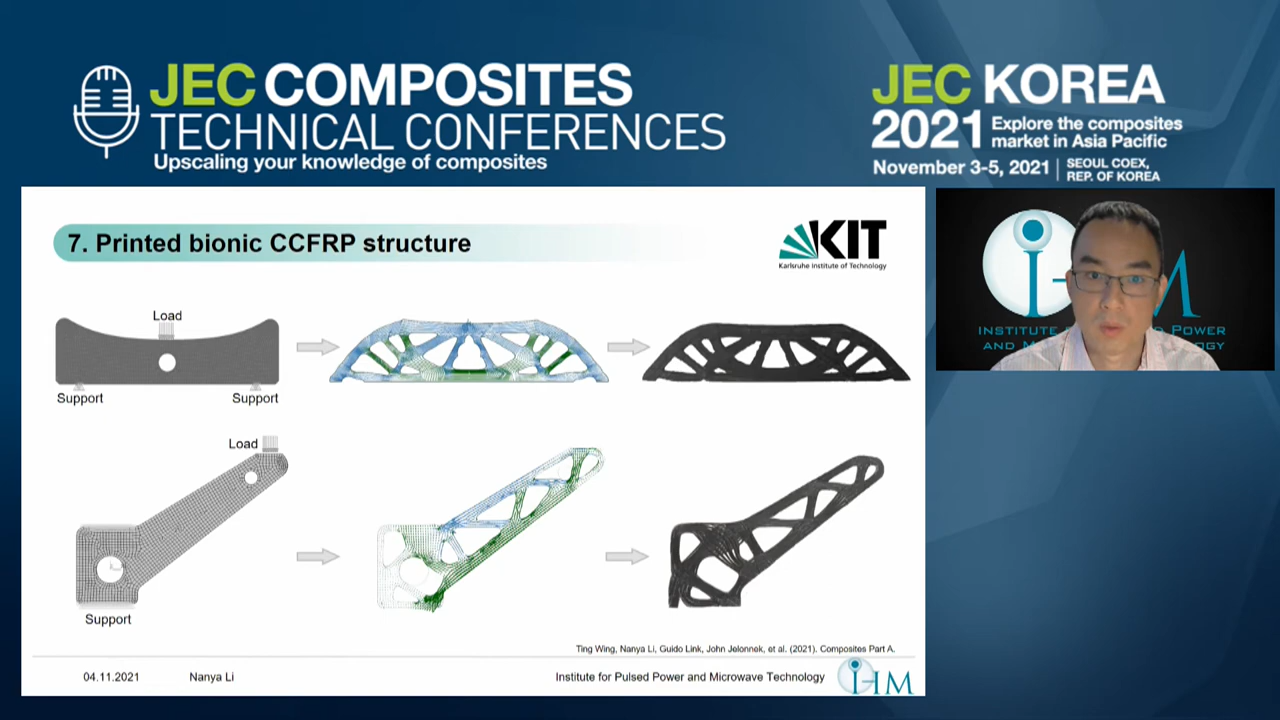 JEC COMPOSITES
TECHNICAL CONFERENCES
Upscaling your knowledge of composites
JEC KOREA
2021 Explore the composites
market in Asia Pacific
November 3-5, 2021 | SEOUL COEX,
REP. OF KOREA
7. Printed bionic CCFRP structure
KIT
Karlsruhe Institute of Technology
Load
Support
Support
Load
Support
Ting Wing, Nanya Li, Guido Link, John Jelonnek, et al. (2021). Composites Part A.
04.11.2021
Nanya Li
Institute for Pulsed Power and Microwave Technology
IHM